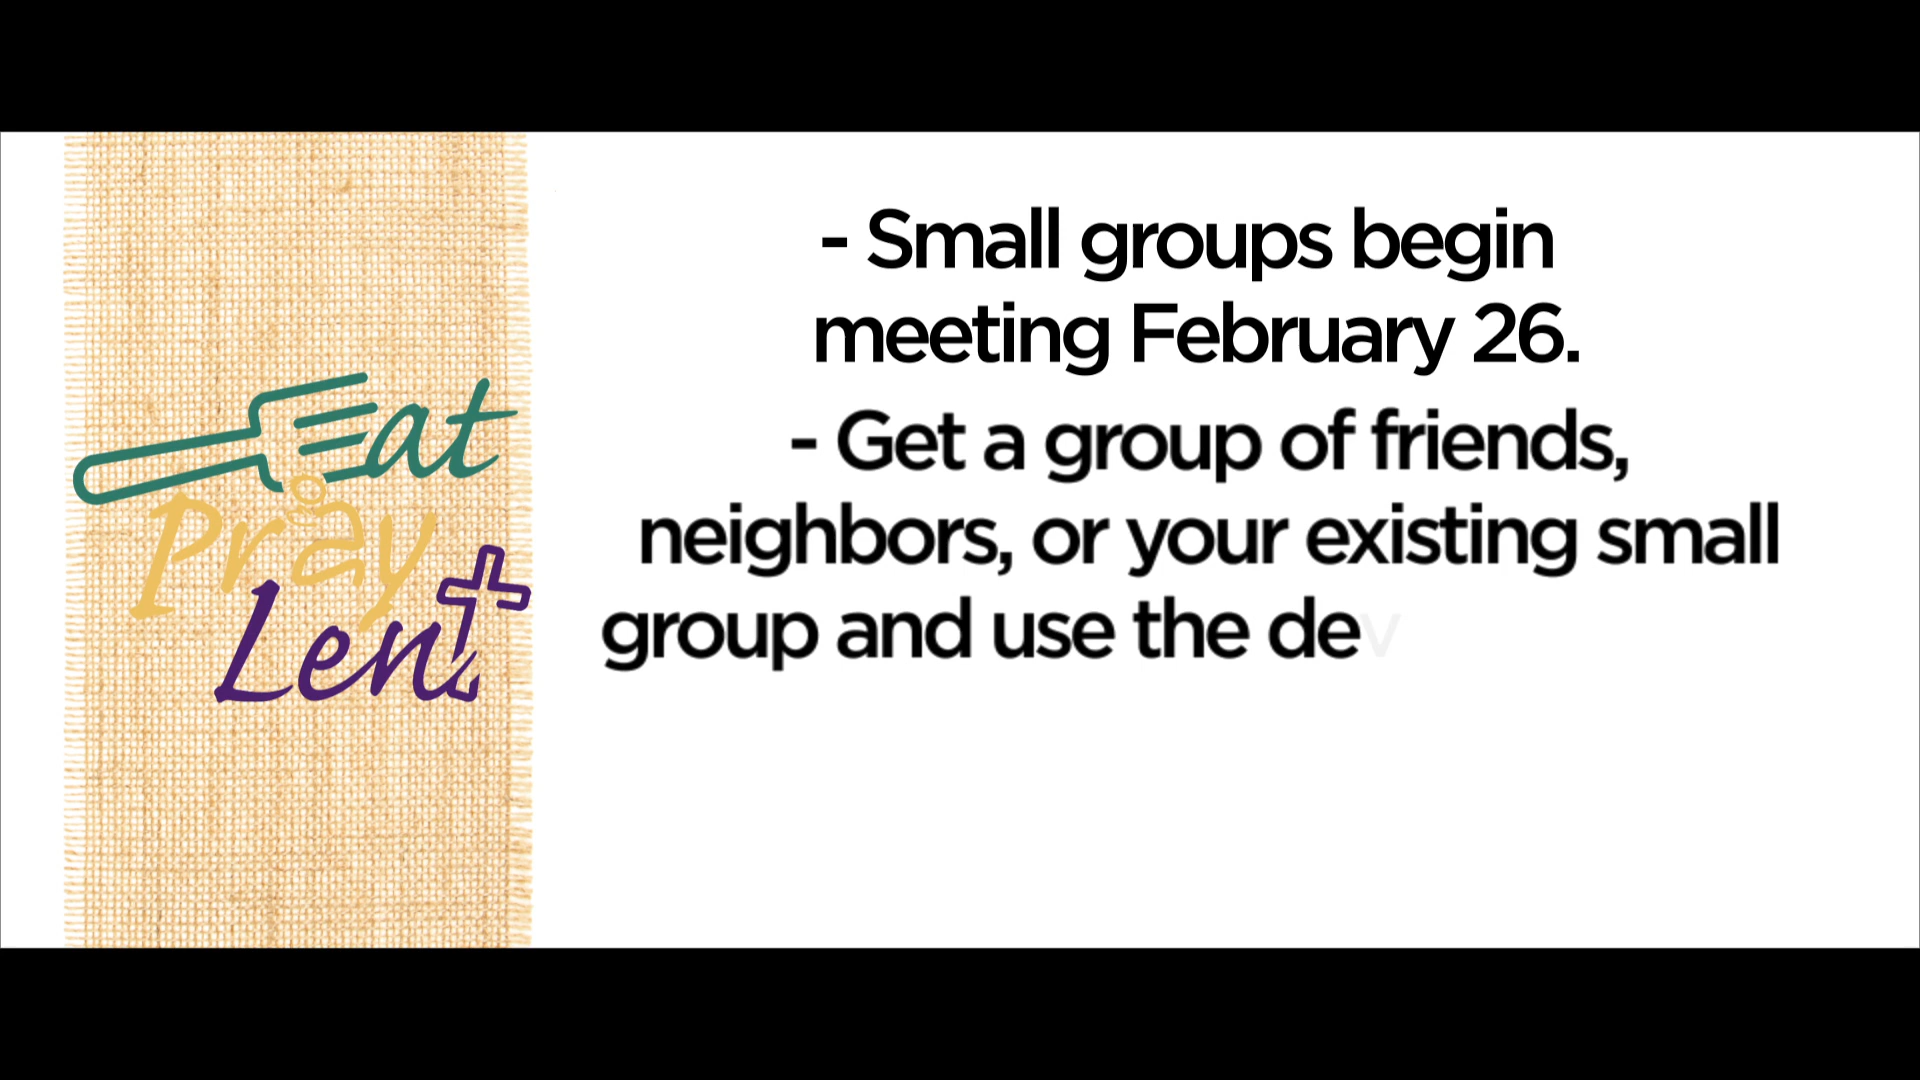 Eat
Pray
Lent
- Small groups begin
meeting February 26.
- Get a group of friends,
neighbors, or your existing small
group and use the dev